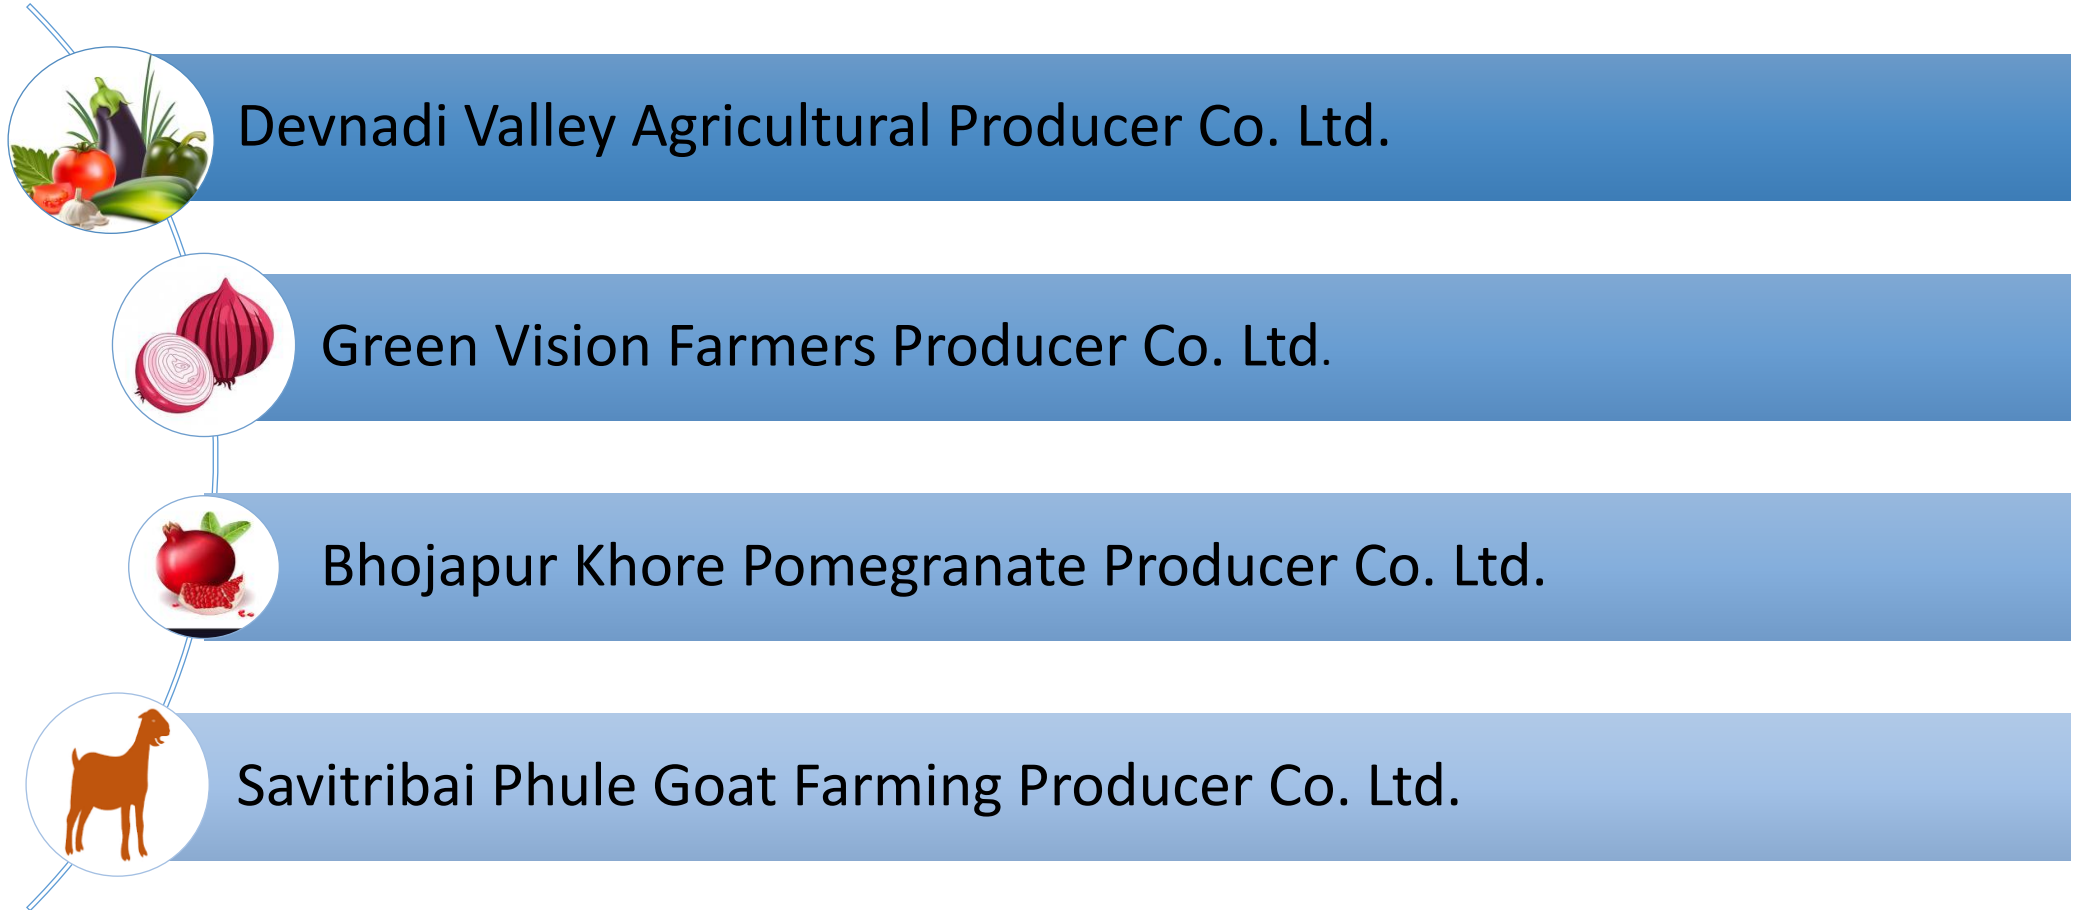 Devnadi Valley Agricultural Producer Co. Ltd.
Green Vision Farmers Producer Co. Ltd.
Bhojapur Khore Pomegranate Producer Co. Ltd.
Savitribai Phule Goat Farming Producer Co. Ltd.